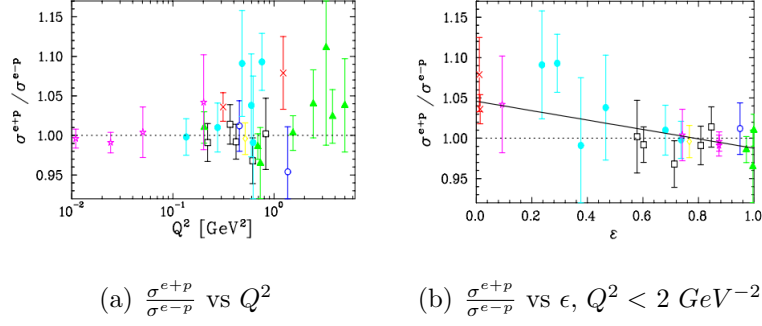 σ^{e+p} / σ^{e-p}
1.15
1.10
1.05
1.00
0.95
10^{-2} 10^{-1} 10^{0}
Q^2 [GeV^2]
σ^{e+p} / σ^{e-p}
1.15
1.10
1.05
1.00
0.95
0.0 0.2 0.4 0.6 0.8 1.0
ε
(a) σ^{e+p}/σ^{e-p} vs Q^2
(b) σ^{e+p}/σ^{e-p} vs ϵ, Q^2 < 2 GeV^{-2}